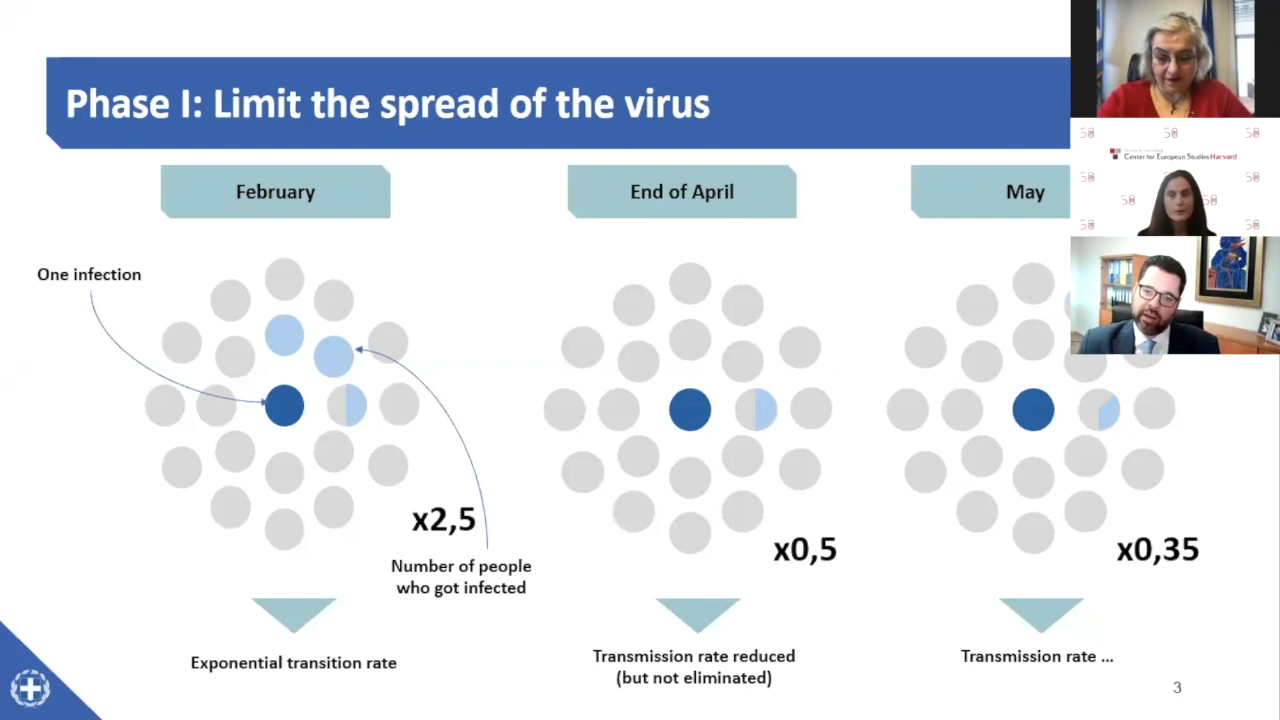 Phase I: Limit the spread of the virus
February
End of April
May
One infection
x2,5
x0,5
x0,35
Number of people
who got infected
Exponential transition rate
Transmission rate reduced
(but not eliminated)
Transmission rate ...
3
Center for European Studies Harvard